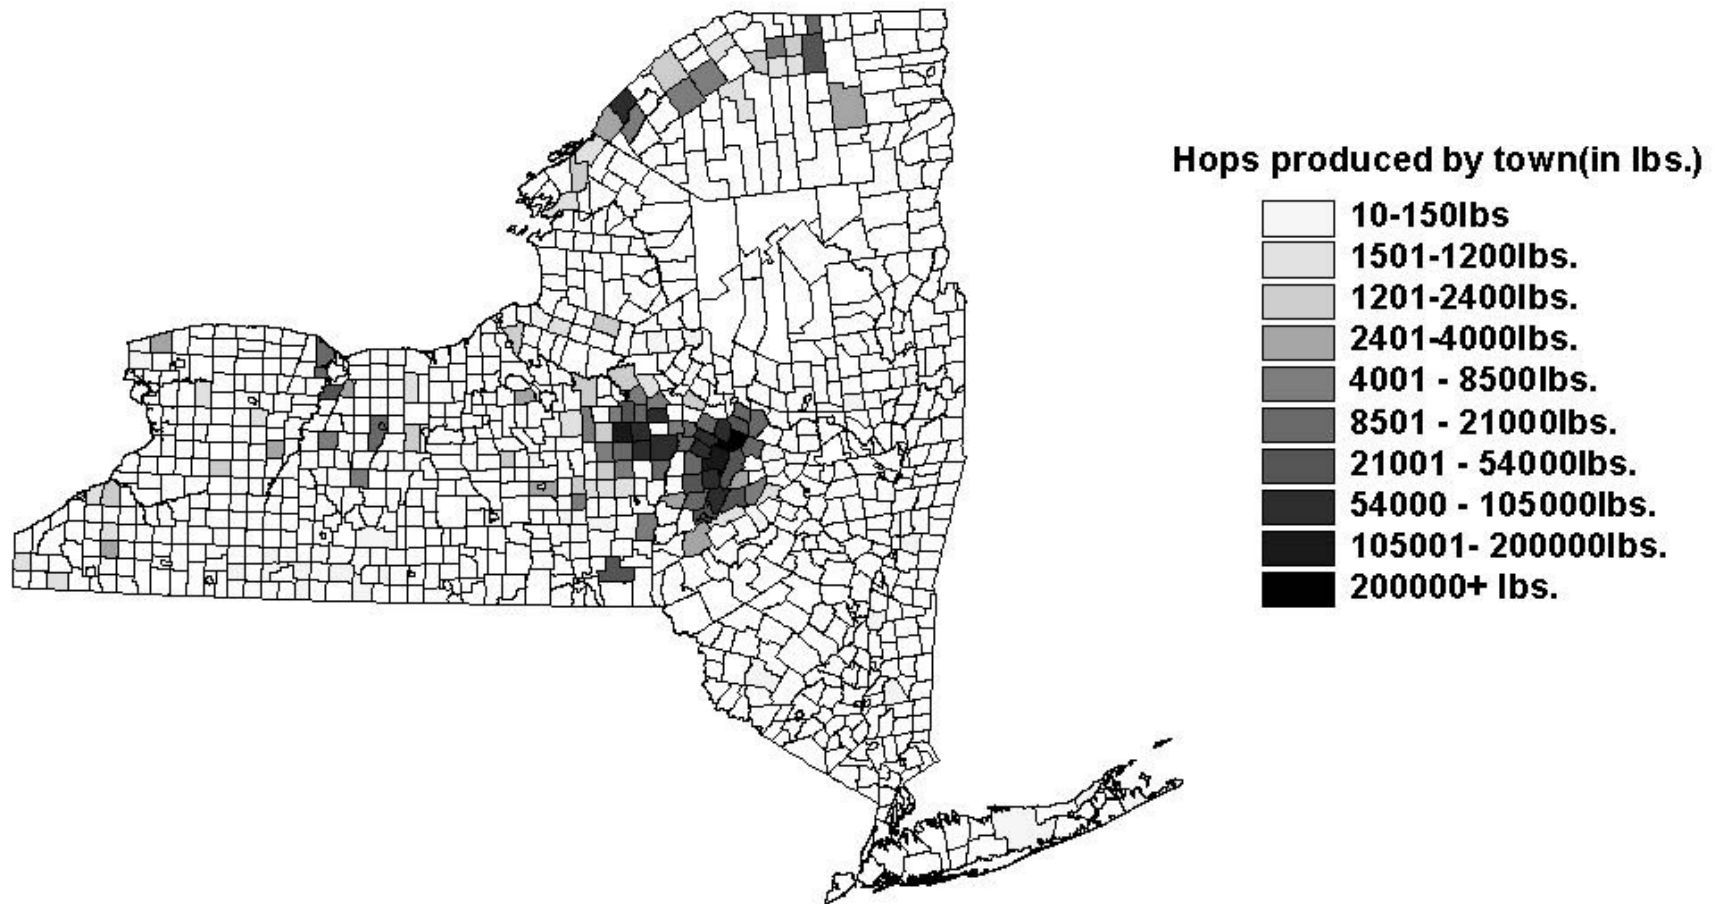 Hops produced by town(in lbs.)
10-150lbs
1501-1200lbs.
1201-2400lbs.
2401-4000lbs.
4001 - 8500lbs.
8501 - 21000lbs.
21001 - 54000lbs.
54000 - 105000lbs.
105001- 200000lbs.
200000+ lbs.